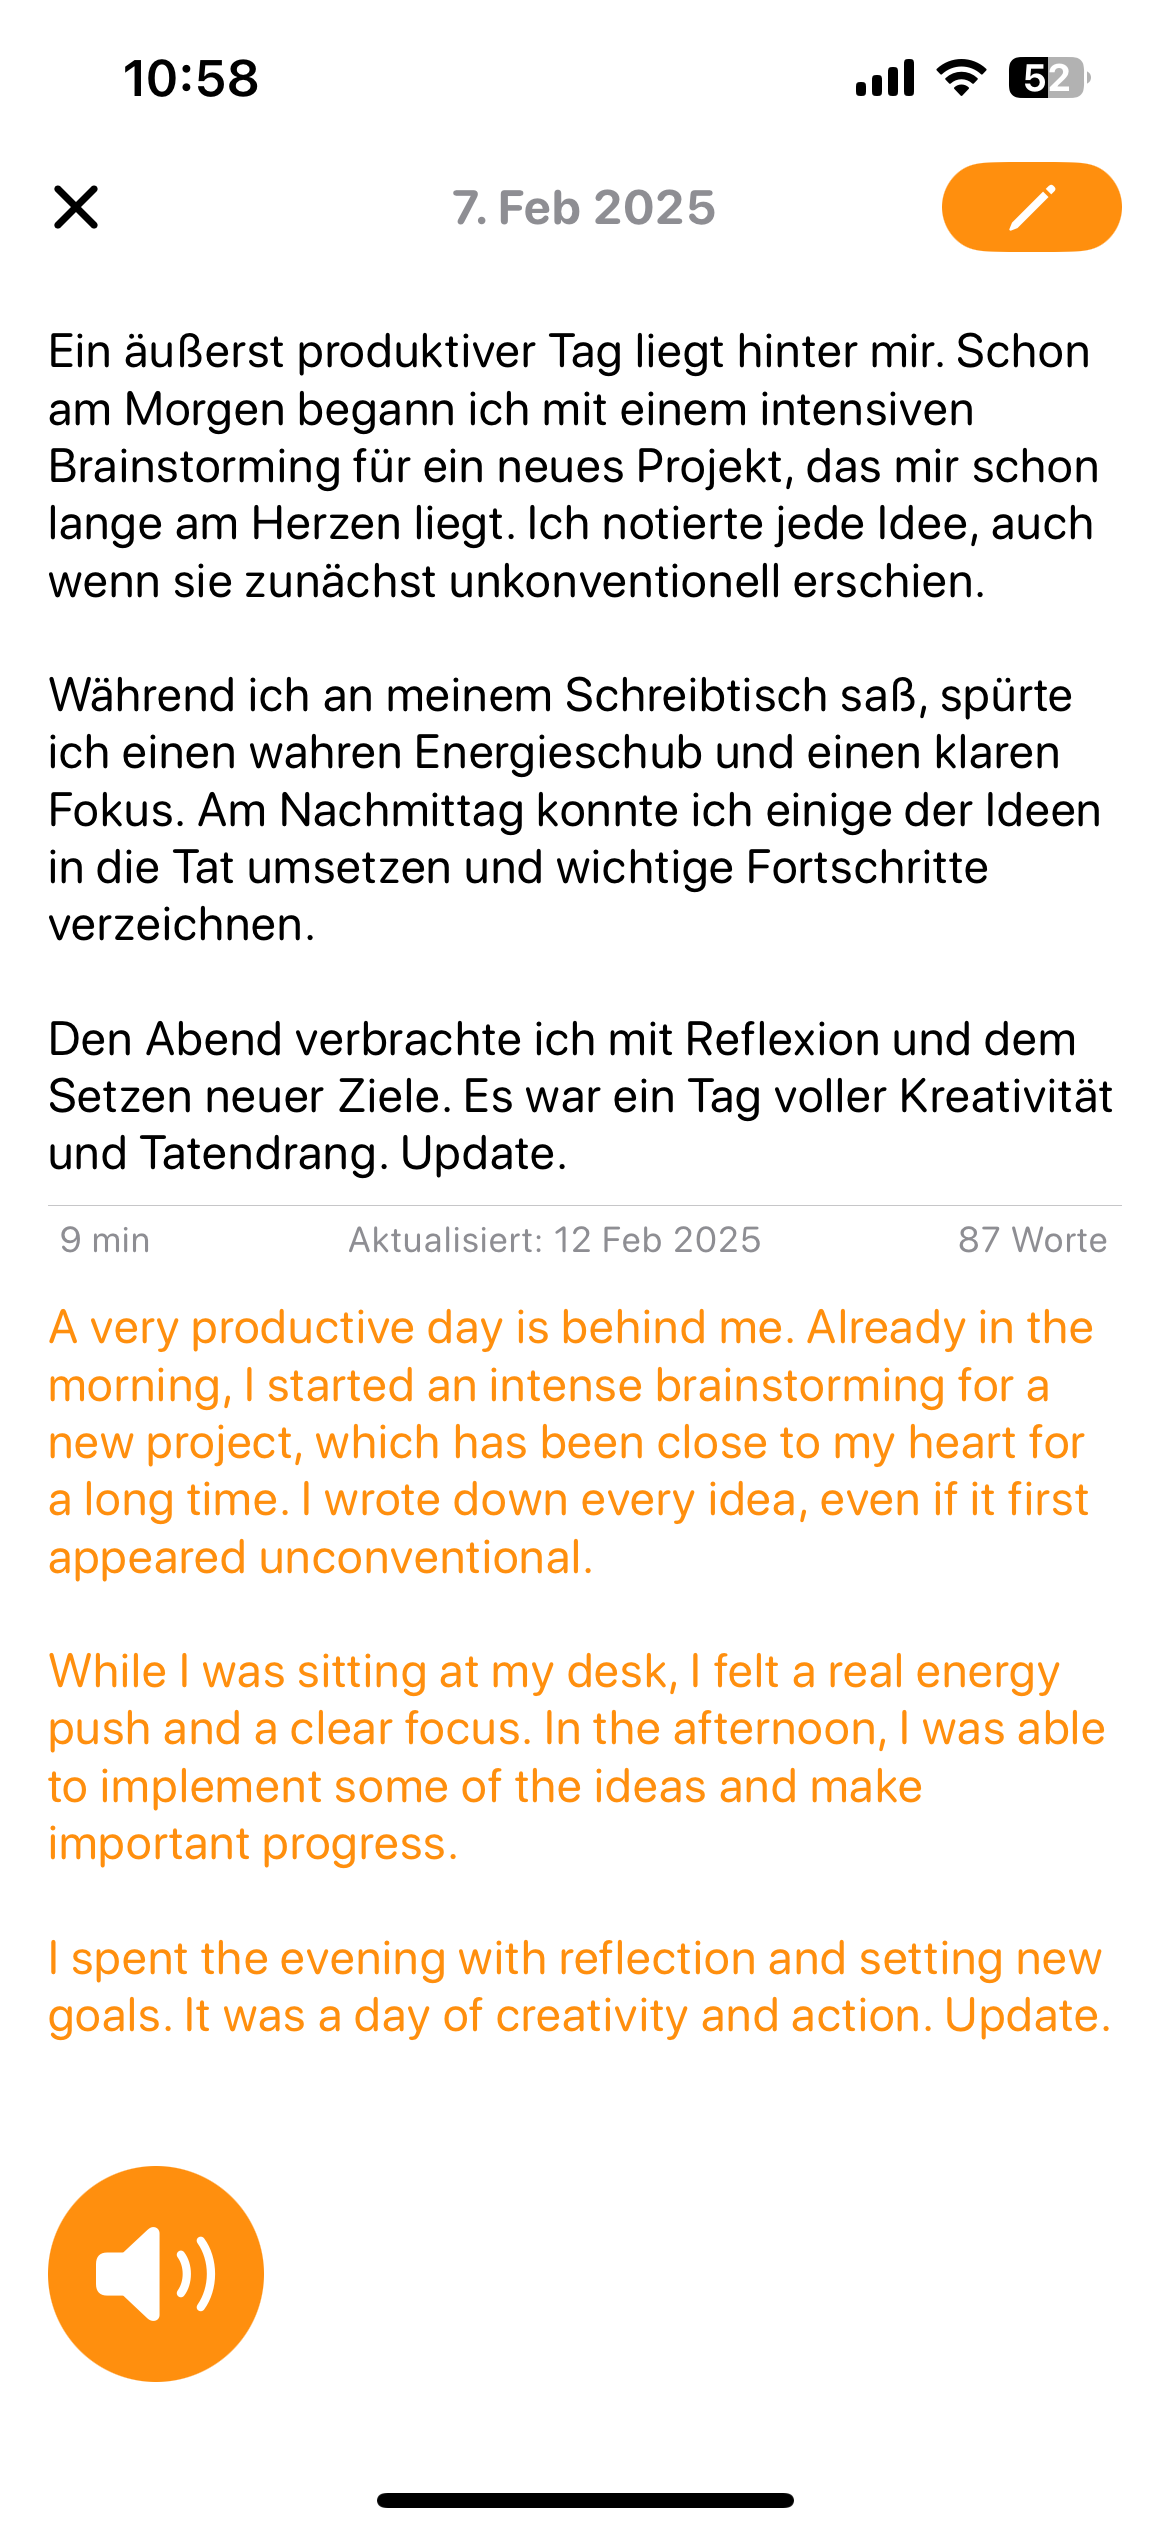 10:58
52
7. Feb 2025
Ein äußerst produktiver Tag liegt hinter mir. Schon
am Morgen begann ich mit einem intensiven
Brainstorming für ein neues Projekt, das mir schon
lange am Herzen liegt. Ich notierte jede Idee, auch
wenn sie zunächst unkonventionell erschien.
Während ich an meinem Schreibtisch saß, spürte
ich einen wahren Energieschub und einen klaren
Fokus. Am Nachmittag konnte ich einige der Ideen
in die Tat umsetzen und wichtige Fortschritte
verzeichnen.
Den Abend verbrachte ich mit Reflexion und dem
Setzen neuer Ziele. Es war ein Tag voller Kreativität
und Tatendrang. Update.
9 min Aktualisiert: 12 Feb 2025 87 Worte
A very productive day is behind me. Already in the
morning, I started an intense brainstorming for a
new project, which has been close to my heart for
a long time. I wrote down every idea, even if it first
appeared unconventional.
While I was sitting at my desk, I felt a real energy
push and a clear focus. In the afternoon, I was able
to implement some of the ideas and make
important progress.
I spent the evening with reflection and setting new
goals. It was a day of creativity and action. Update.